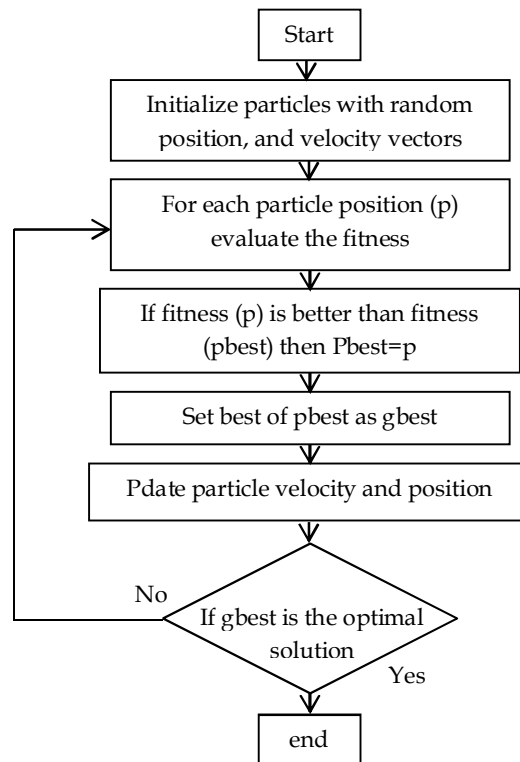 Start
Initialize particles with random
position, and velocity vectors
For each particle position (p)
evaluate the fitness
If fitness (p) is better than fitness
(pbest) then Pbest=p
Set best of pbest as gbest
Pdate particle velocity and position
No
If gbest is the optimal
solution
Yes
end